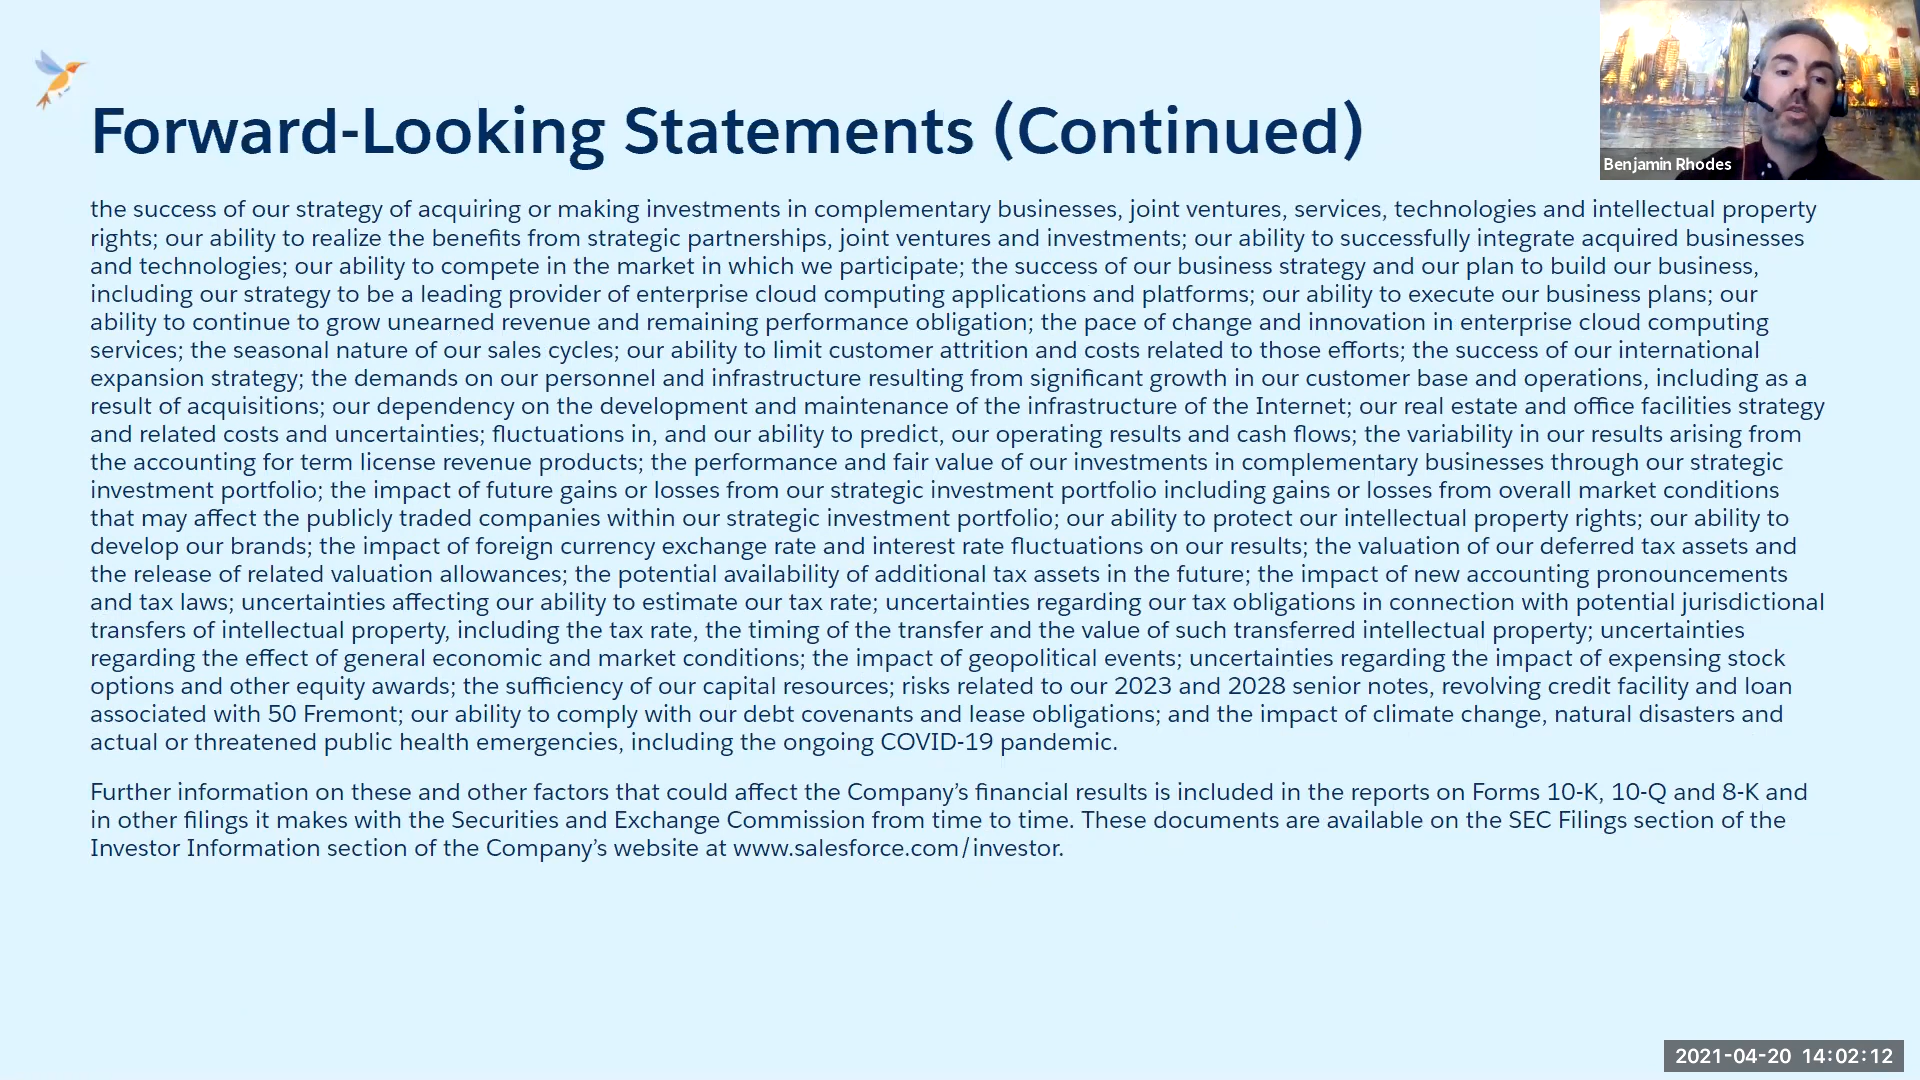 Forward-Looking Statements (Continued)
Benjamin Rhodes
the success of our strategy of acquiring or making investments in complementary businesses, joint ventures, services, technologies and intellectual property
rights; our ability to realize the benefits from strategic partnerships, joint ventures and investments; our ability to successfully integrate acquired businesses
and technologies; our ability to compete in the market in which we participate; the success of our business strategy and our plan to build our business,
including our strategy to be a leading provider of enterprise cloud computing applications and platforms; our ability to execute our business plans; our
ability to continue to grow unearned revenue and remaining performance obligation; the pace of change and innovation in enterprise cloud computing
services; the seasonal nature of our sales cycles; our ability to limit customer attrition and costs related to those efforts; the success of our international
expansion strategy; the demands on our personnel and infrastructure resulting from significant growth in our customer base and operations, including as a
result of acquisitions; our dependency on the development and maintenance of the infrastructure of the Internet; our real estate and office facilities strategy
and related costs and uncertainties; fluctuations in, and our ability to predict, our operating results and cash flows; the variability in our results arising from
the accounting for term license revenue products; the performance and fair value of our investments in complementary businesses through our strategic
investment portfolio; the impact of future gains or losses from our strategic investment portfolio including gains or losses from overall market conditions
that may affect the publicly traded companies within our strategic investment portfolio; our ability to protect our intellectual property rights; our ability to
develop our brands; the impact of foreign currency exchange rate and interest rate fluctuations on our results; the valuation of our deferred tax assets and
the release of related valuation allowances; the potential availability of additional tax assets in the future; the impact of new accounting pronouncements
and tax laws; uncertainties affecting our ability to estimate our tax rate; uncertainties regarding our tax obligations in connection with potential jurisdictional
transfers of intellectual property, including the tax rate, the timing of the transfer and the value of such transferred intellectual property; uncertainties
regarding the effect of general economic and market conditions; the impact of geopolitical events; uncertainties regarding the impact of expensing stock
options and other equity awards; the sufficiency of our capital resources; risks related to our 2023 and 2028 senior notes, revolving credit facility and loan
associated with 50 Fremont; our ability to comply with our debt covenants and lease obligations; and the impact of climate change, natural disasters and
actual or threatened public health emergencies, including the ongoing COVID-19 pandemic.
Further information on these and other factors that could affect the Company’s financial results is included in the reports on Forms 10-K, 10-Q and 8-K and
in other filings it makes with the Securities and Exchange Commission from time to time. These documents are available on the SEC Filings section of the
Investor Information section of the Company’s website at www.salesforce.com/investor.
2021-04-20 14:02:12